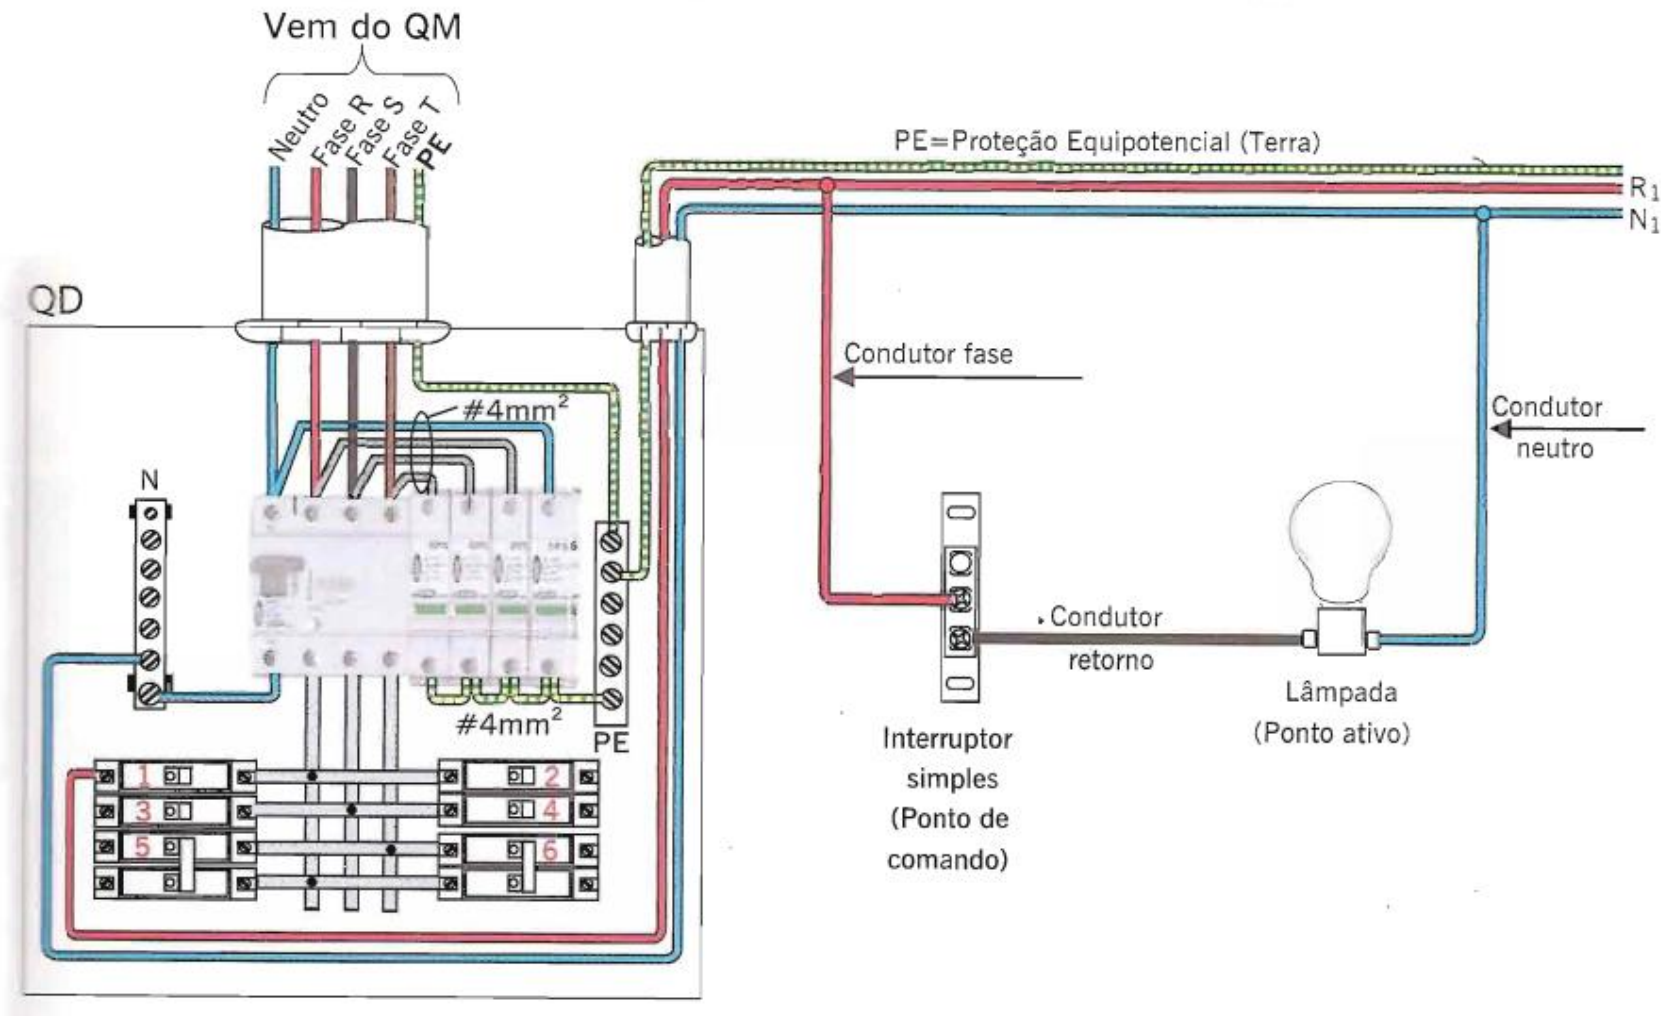 Vem do QM
Neutro
Fase R
Fase S
Fase T
PE
PE=Proteção Equipotencial (Terra)
R1
N1
QD
Condutor fase
#4mm²
Condutor
neutro
N
Condutor
retorno
Lâmpada
(Ponto ativo)
#4mm²
PE
Interruptor
simples
(Ponto de
comando)
1
2
3
4
5
6